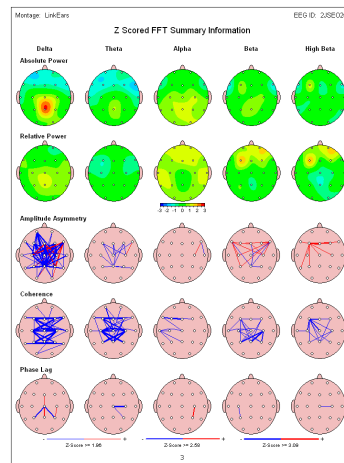 Montage: LinkEars EEG ID: 2JSE02
Z Scored FFT Summary Information
Delta Theta Alpha Beta High Beta
Absolute Power
Relative Power
-3 -2 -1 0 1 2 3
Amplitude Asymmetry
Coherence
Phase Lag
- + - + - +
Z-Score >= 1.96 Z-Score >= 2.58 Z-Score >= 3.09
3